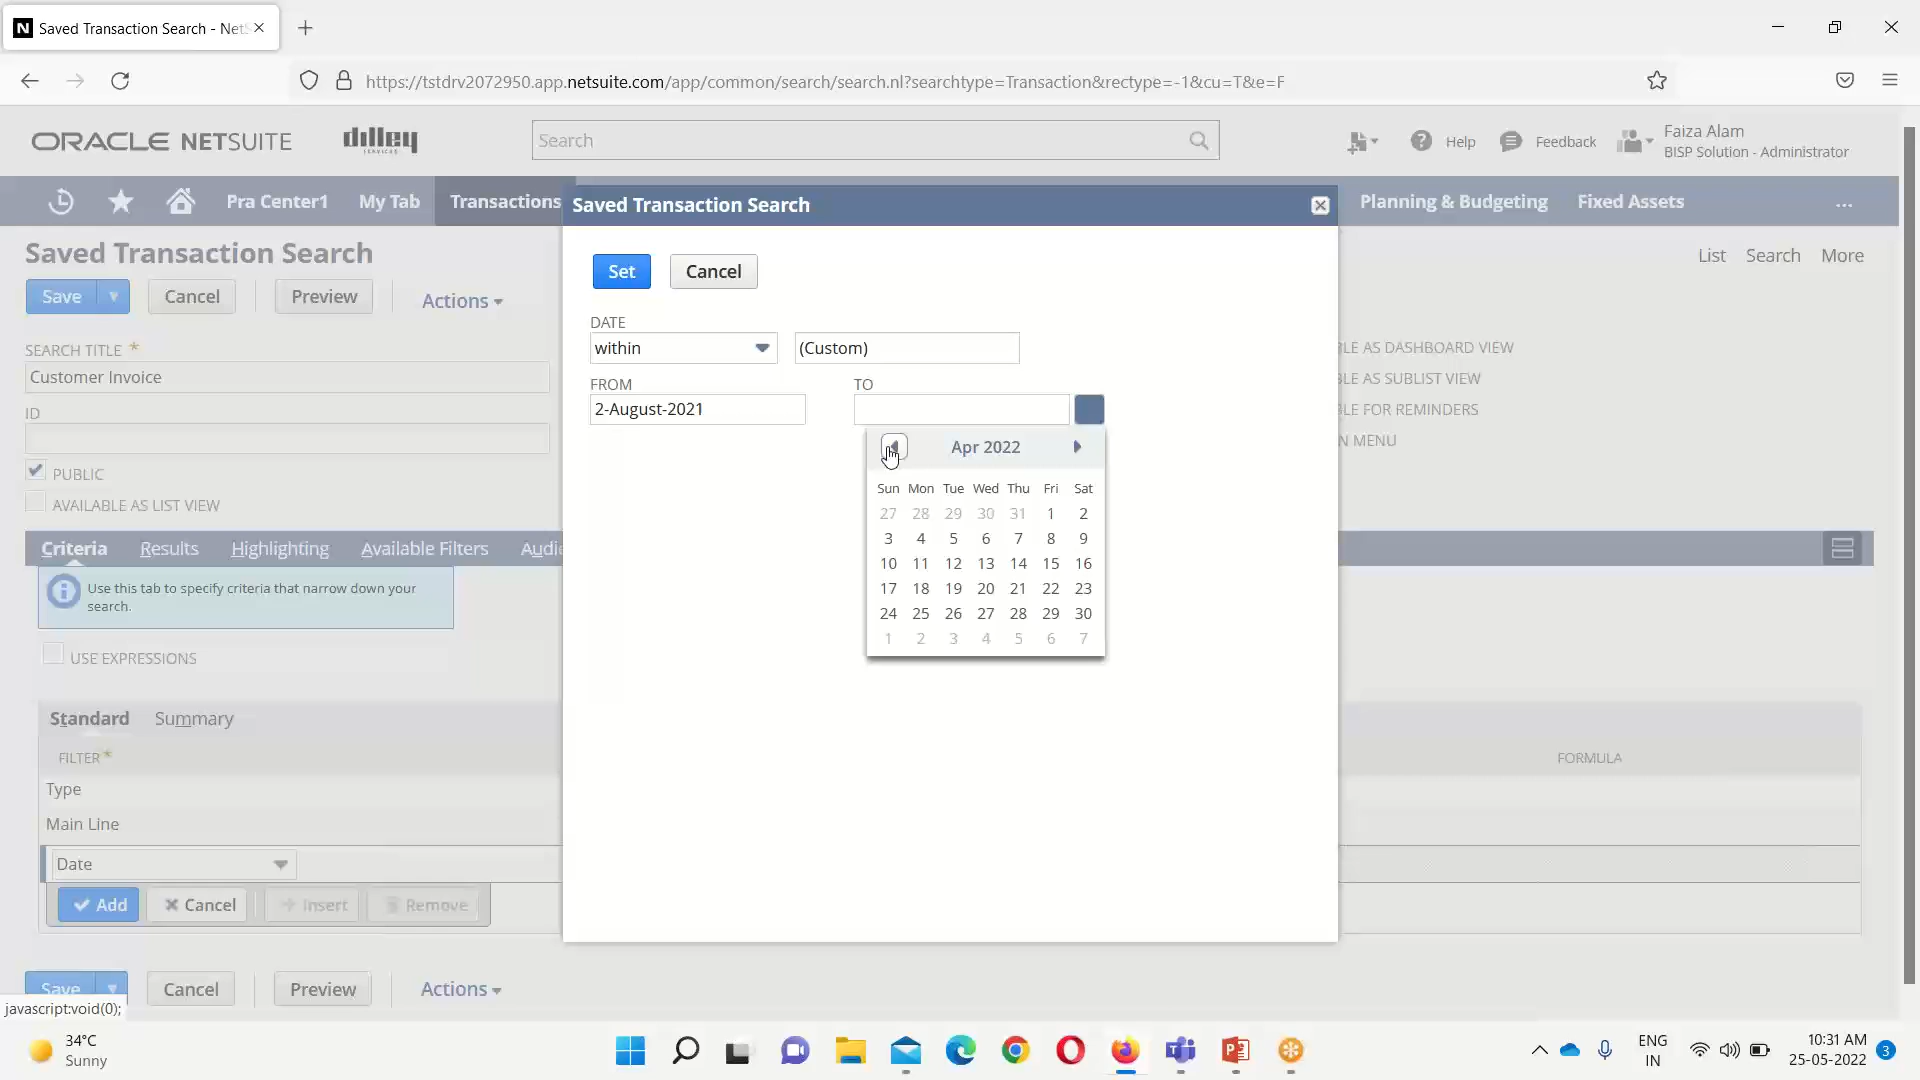 Saved Transaction Search - Net
https://tstdrv2072950.app.netsuite.com/app/common/search/search.nl?searchtype=Transaction&rectype=-1&cu=T&e=F
ORACLE NETSUITE
dilley
SERVICES
Search
Help
Feedback
Faiza Alam
BISP Solution - Administrator
Pra Center1
My Tab
Transactions
Planning & Budgeting
Fixed Assets
...
Saved Transaction Search
List
Search
More
Save
Cancel
Preview
Actions
SEARCH TITLE *
Customer Invoice
ID
PUBLIC
AVAILABLE AS LIST VIEW
LE AS DASHBOARD VIEW
LE AS SUBLIST VIEW
LE FOR REMINDERS
N MENU
Criteria
Results
Highlighting
Available Filters
Audie
Use this tab to specify criteria that narrow down your
search.
USE EXPRESSIONS
Standard
Summary
FILTER *
FORMULA
Type
Main Line
Date
Add
Cancel
Insert
Remove
Save
Cancel
Preview
Actions
javascript:void(0);
Saved Transaction Search
Set
Cancel
DATE
within
(Custom)
FROM
TO
2-August-2021
Apr 2022
Sun Mon Tue Wed Thu Fri Sat
27 28 29 30 31 1 2
3 4 5 6 7 8 9
10 11 12 13 14 15 16
17 18 19 20 21 22 23
24 25 26 27 28 29 30
1 2 3 4 5 6 7
34°C
Sunny
ENG
IN
10:31 AM
25-05-2022
3